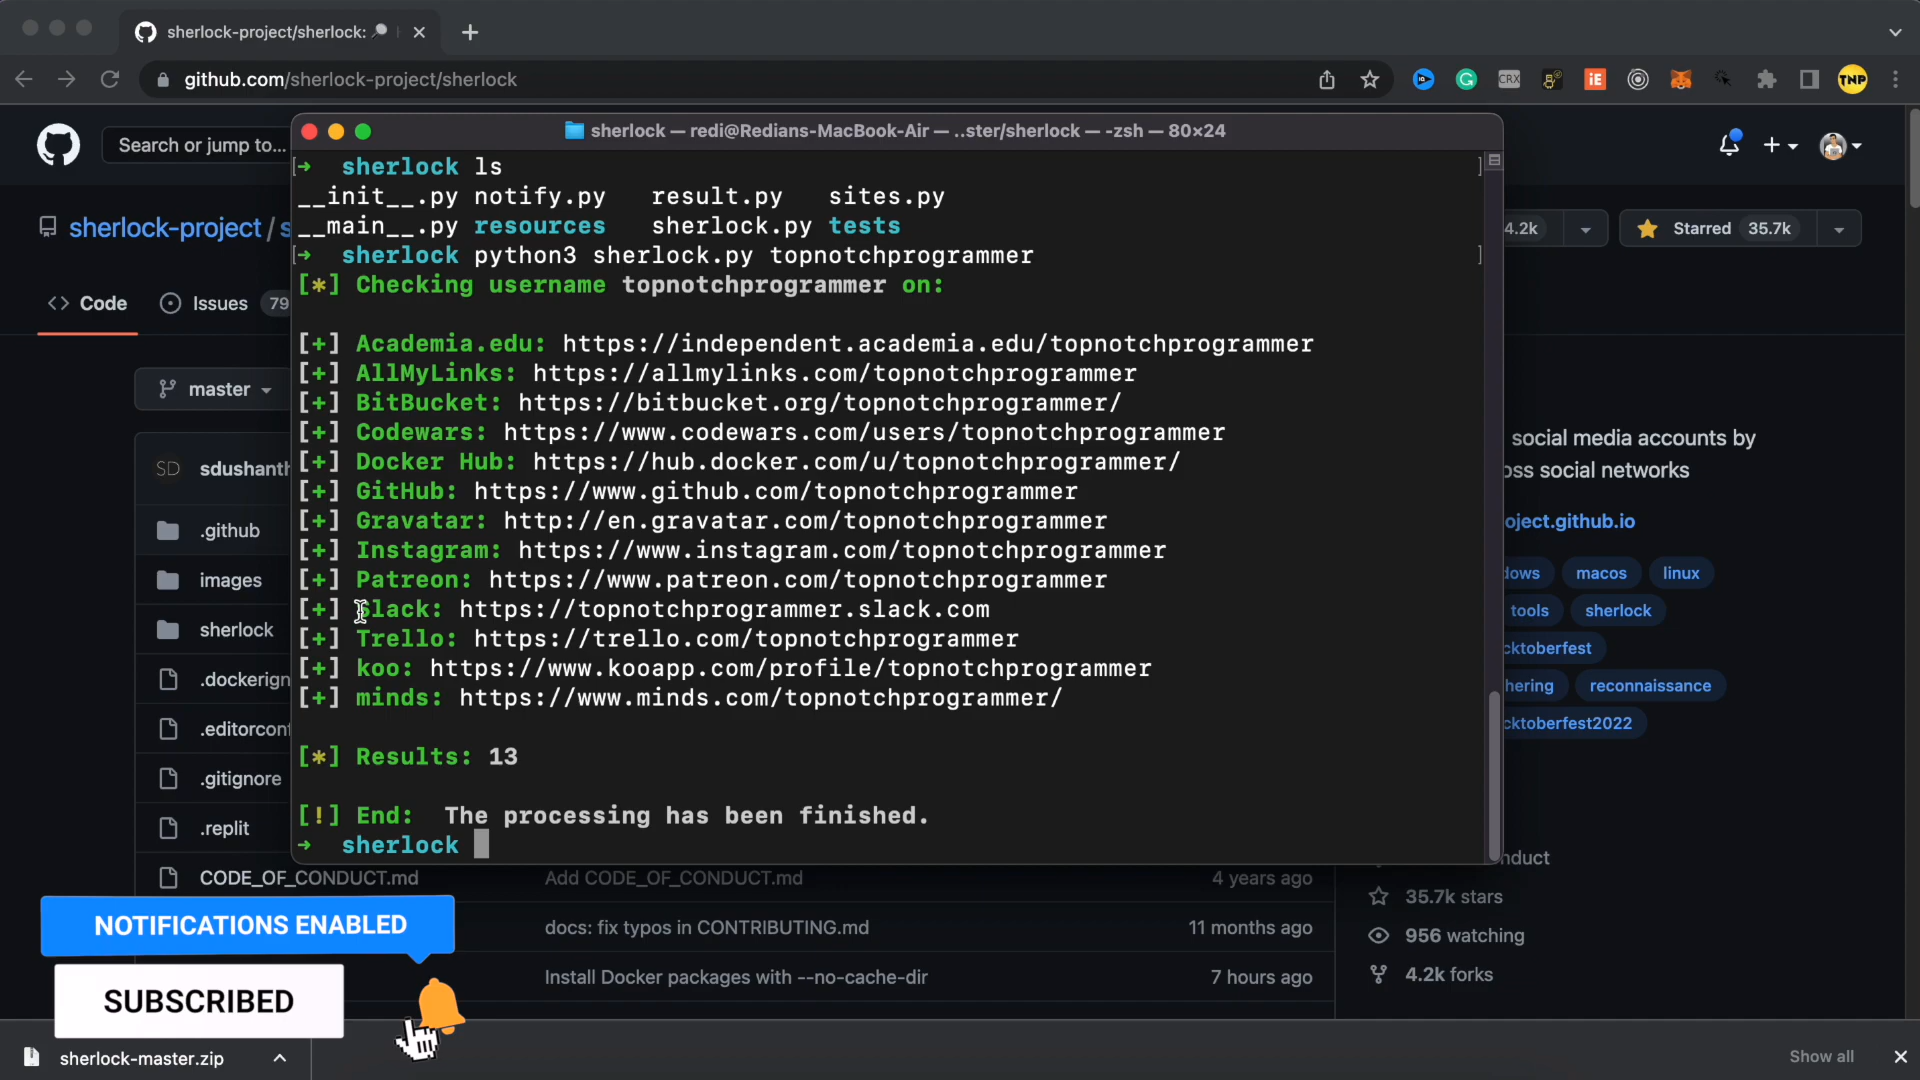 sherlock-project/sherlock:
github.com/sherlock-project/sherlock
CRX
iE
TNP
sherlock — redi@Redians-MacBook-Air — ..ster/sherlock — -zsh — 80×24
Search or jump to...
sherlock-project / s
4.2k
Starred 35.7k
Code
Issues 79
master
SD sdushanth
.github
images
sherlock
.dockerign
.editorconf
.gitignore
.replit
[➜ sherlock ls ]
__init__.py notify.py result.py sites.py
__main__.py resources sherlock.py tests
[➜ sherlock python3 sherlock.py topnotchprogrammer ]
[*] Checking username topnotchprogrammer on:
[+] Academia.edu: https://independent.academia.edu/topnotchprogrammer
[+] AllMyLinks: https://allmylinks.com/topnotchprogrammer
[+] BitBucket: https://bitbucket.org/topnotchprogrammer/
[+] Codewars: https://www.codewars.com/users/topnotchprogrammer
[+] Docker Hub: https://hub.docker.com/u/topnotchprogrammer/
[+] GitHub: https://www.github.com/topnotchprogrammer
[+] Gravatar: http://en.gravatar.com/topnotchprogrammer
[+] Instagram: https://www.instagram.com/topnotchprogrammer
[+] Patreon: https://www.patreon.com/topnotchprogrammer
[+] Slack: https://topnotchprogrammer.slack.com
[+] Trello: https://trello.com/topnotchprogrammer
[+] koo: https://www.kooapp.com/profile/topnotchprogrammer
[+] minds: https://www.minds.com/topnotchprogrammer/
[*] Results: 13
[!] End: The processing has been finished.
➜ sherlock
social media accounts by
oss social networks
oject.github.io
dows macos linux
tools sherlock
cktoberfest
hering reconnaissance
cktoberfest2022
nduct
35.7k stars
956 watching
4.2k forks
CODE_OF_CONDUCT.md Add CODE_OF_CONDUCT.md 4 years ago
docs: fix typos in CONTRIBUTING.md 11 months ago
Install Docker packages with --no-cache-dir 7 hours ago
NOTIFICATIONS ENABLED
SUBSCRIBED
sherlock-master.zip
Show all